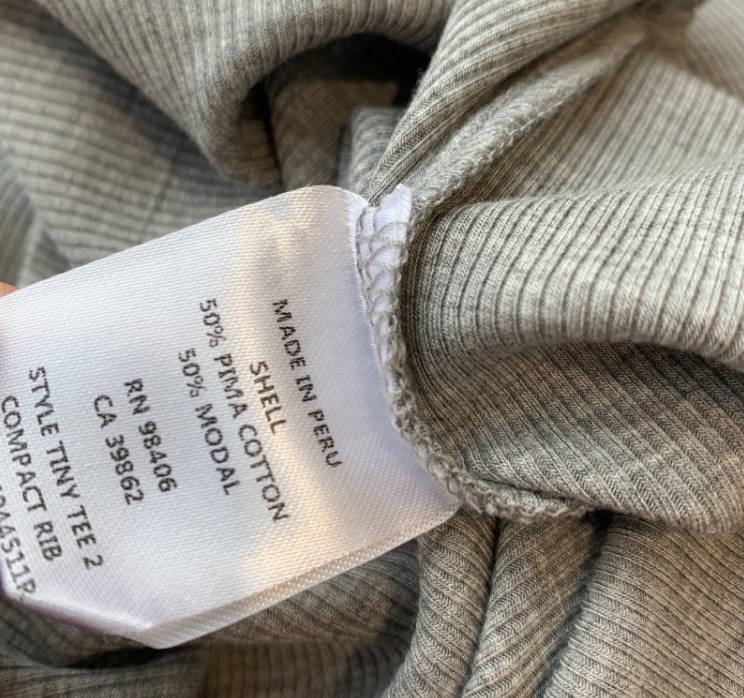 MADE IN PERU
SHELL
50% PIMA COTTON
50% MODAL
RN 98406
CA 39862
STYLE TINY TEE 2
COMPACT RIB